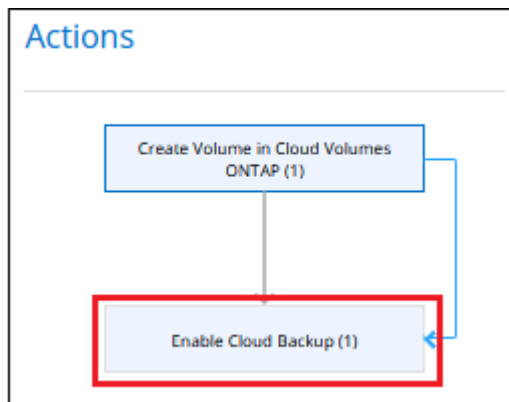 Actions
Create Volume in Cloud Volumes
ONTAP (1)
Enable Cloud Backup (1)